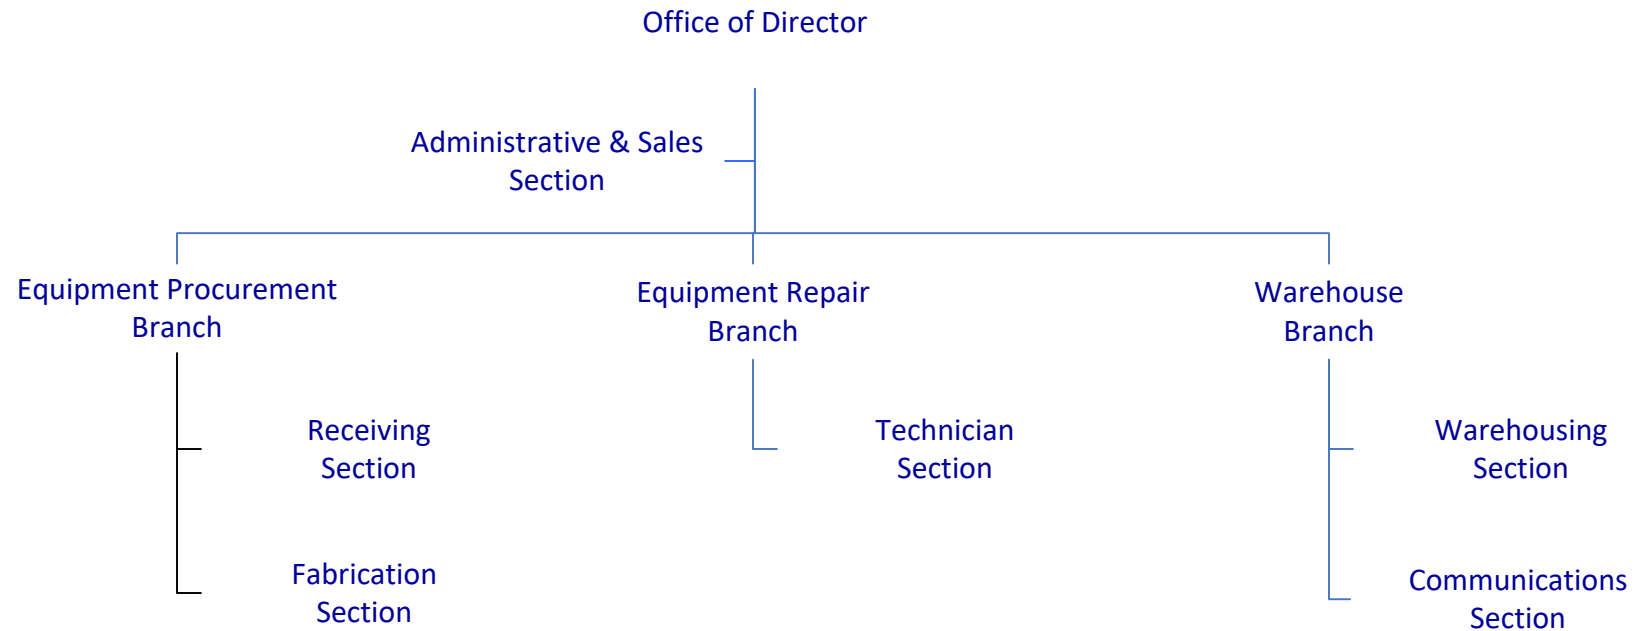 Office of Director
Administrative & Sales
Section
Equipment Procurement
Branch
Equipment Repair
Branch
Warehouse
Branch
Receiving
Section
Technician
Section
Warehousing
Section
Fabrication
Section
Communications
Section